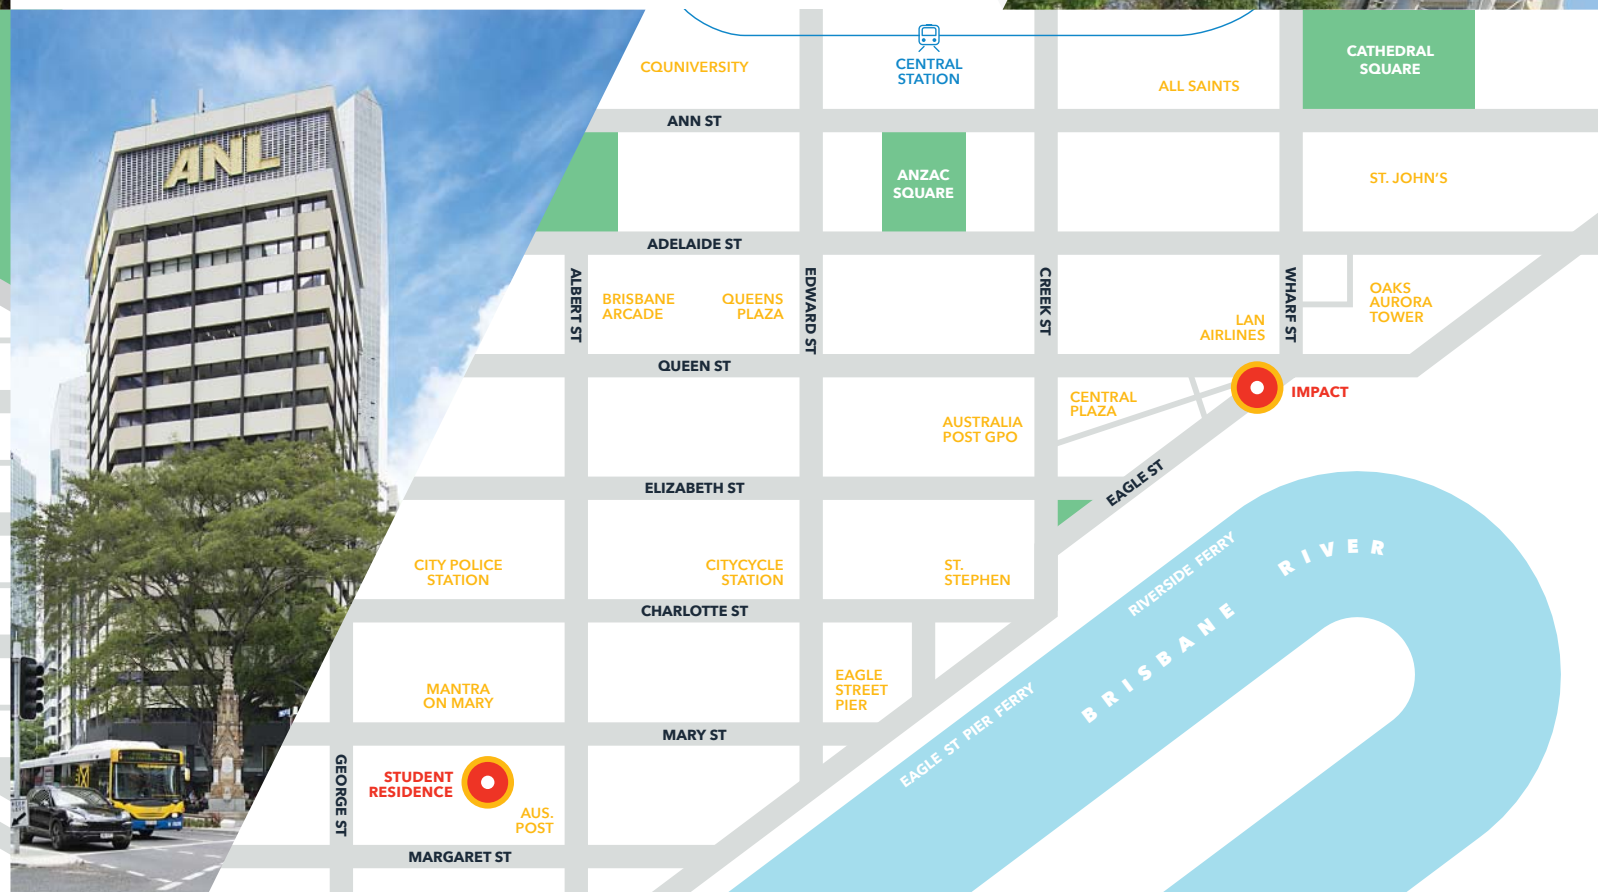 ANL
CQUNIVERSITY
CENTRAL
STATION
ALL SAINTS
CATHEDRAL
SQUARE
ANN ST
ANZAC
SQUARE
ST. JOHN'S
ADELAIDE ST
ALBERT ST
BRISBANE
ARCADE
QUEENS
PLAZA
EDWARD ST
CREEK ST
WHARF ST
OAKS
AURORA
TOWER
LAN
AIRLINES
QUEEN ST
IMPACT
CENTRAL
PLAZA
AUSTRALIA
POST GPO
EAGLE ST
ELIZABETH ST
CITY POLICE
STATION
CITYCYCLE
STATION
ST.
STEPHEN
RIVERSIDE FERRY
BRISBANE RIVER
CHARLOTTE ST
MANTRA
ON MARY
EAGLE
STREET
PIER
EAGLE ST PIER FERRY
MARY ST
GEORGE ST
STUDENT
RESIDENCE
AUS.
POST
MARGARET ST